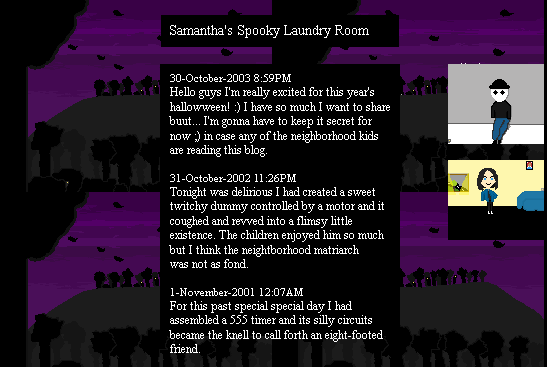 Samantha's Spooky Laundry Room
30-October-2003 8:59PM
Hello guys I'm really excited for this year's
hallowween! :) I have so much I want to share
buut... I'm gonna have to keep it secret for
now ;) in case any of the neighborhood kids
are reading this blog.
31-October-2002 11:26PM
Tonight was delirious I had created a sweet
twitchy dummy controlled by a motor and it
coughed and revved into a flimsy little
existence. The children enjoyed him so much
but I think the neightborhood matriarch
was not as fond.
1-November-2001 12:07AM
For this past special special day I had
assembled a 555 timer and its silly circuits
became the knell to call forth an eight-footed
friend.